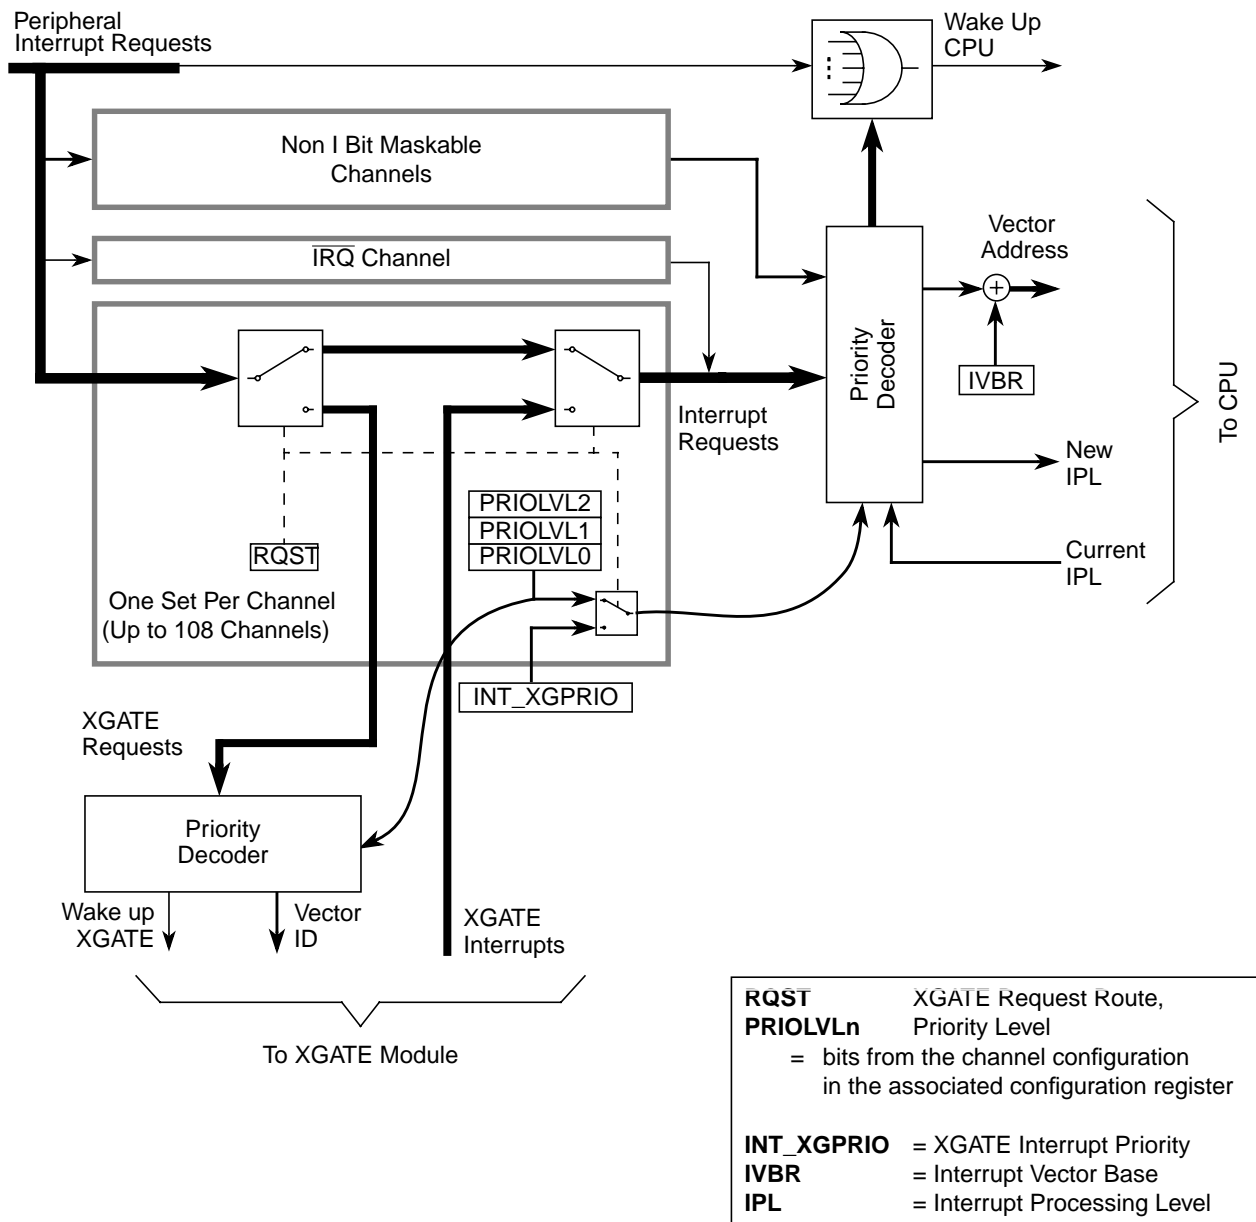 Peripheral
Interrupt Requests
Wake Up
CPU
Non I Bit Maskable
Channels
IRQ Channel
Vector
Address
Priority
Decoder
IVBR
To CPU
Interrupt
Requests
New
IPL
PRIOLVL2
PRIOLVL1
PRIOLVL0
RQST
Current
IPL
One Set Per Channel
(Up to 108 Channels)
INT_XGPRIO
XGATE
Requests
Priority
Decoder
Wake up
XGATE
Vector
ID
XGATE
Interrupts
To XGATE Module
RQST XGATE Request Route,
PRIOLVLn Priority Level
= bits from the channel configuration
in the associated configuration register
INT_XGPRIO = XGATE Interrupt Priority
IVBR = Interrupt Vector Base
IPL = Interrupt Processing Level